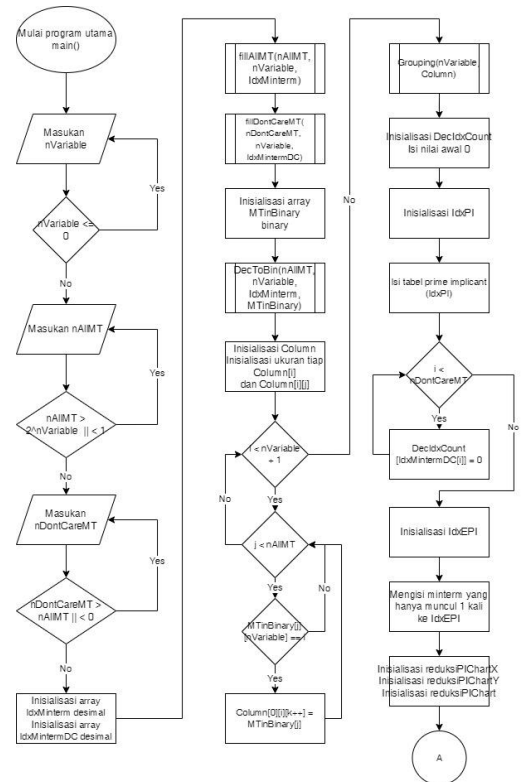 Mulai program utama
main()
Masukan
nVariable
Yes
nVariable <=
0
No
Masukan nAllMT
Yes
nAllMT >
2^nVariable || < 1
No
Masukan
nDontCareMT
Yes
nDontCareMT >
nAllMT || < 0
No
Inisialisasi array
IdxMinterm desimal
Inisialisasi array
IdxMintermDC desimal
fillAllMT(nAllMT,
nVariable,
IdxMinterm)
fillDontCareMT(
nDontCareMT,
nVariable,
IdxMintermDC)
Inisialisasi array
MTinBinary
binary
DecToBin(nAllMT,
nVariable,
IdxMinterm,
MTinBinary)
Inisialisasi Column
Inisialisasi ukuran tiap
Column[i]
dan Column[i][j]
i < nVariable
+ 1
No
Yes
j < nAllMT
No
Yes
No
MTinBinary[j]
[nVariable] == i
Yes
Column[0][i][k++] =
MTinBinary[j]
Grouping(nVariable,
Column)
Inisialisasi DecIdxCount
Isi nilai awal 0
Inisialisasi IdxPI
Isi tabel prime implicant
(IdxPI)
i <
nDontCareMT
Yes
No
DecIdxCount
[IdxMintermDC[i]] = 0
Inisialisasi IdxEPI
Mengisi minterm yang
hanya muncul 1 kali
ke IdxEPI
Inisialisasi reduksiPIChartX
Inisialisasi reduksiPIChartY
Inisialisasi reduksiPIChart
A